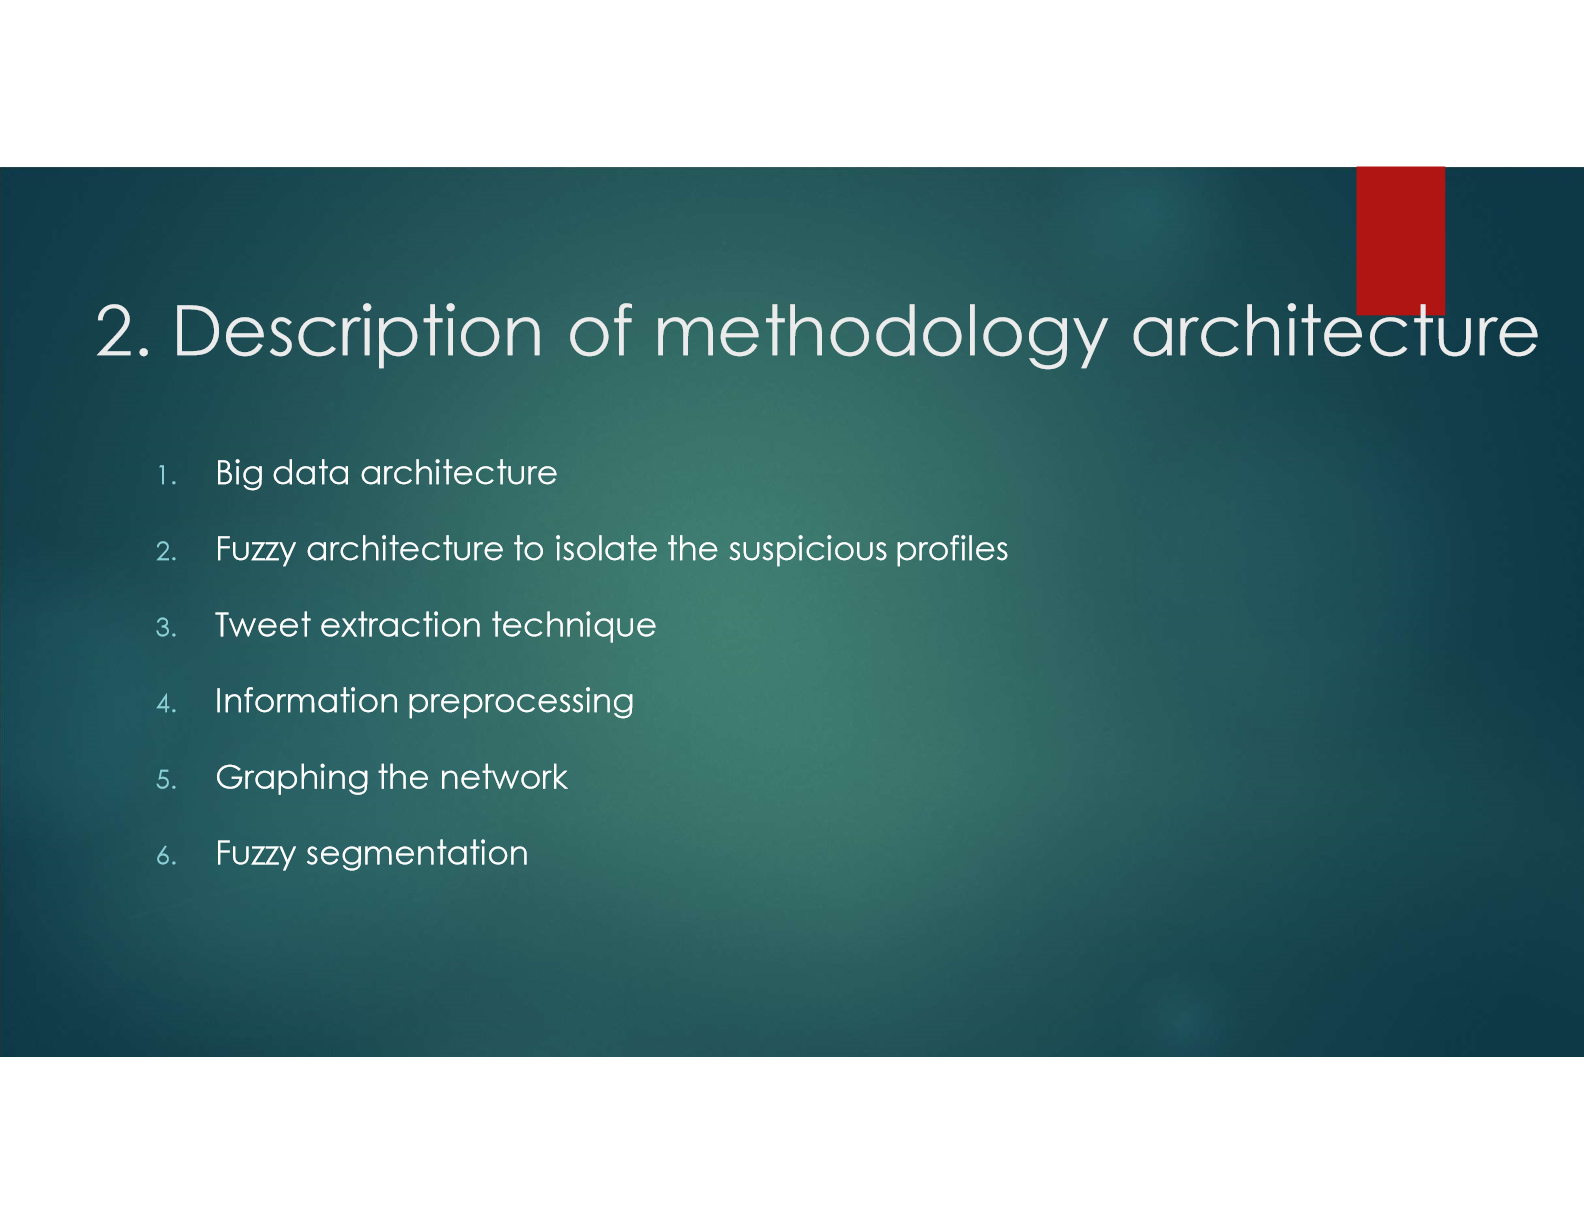 2. Description of methodology architecture
1. Big data architecture
2. Fuzzy architecture to isolate the suspicious profiles
3. Tweet extraction technique
4. Information preprocessing
5. Graphing the network
6. Fuzzy segmentation